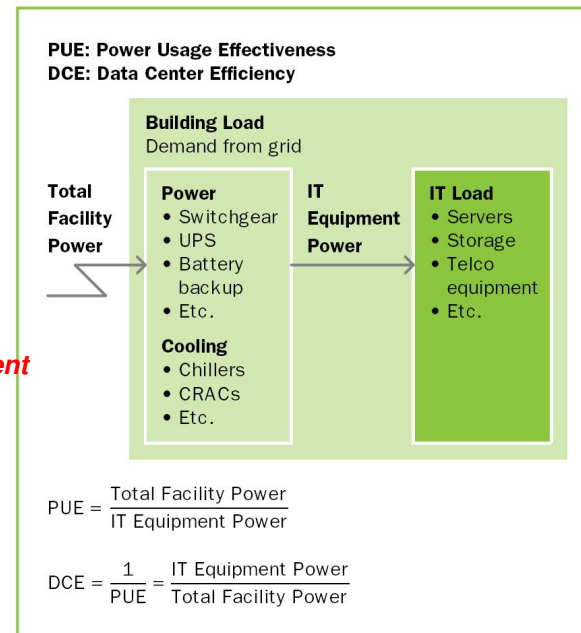 PUE: Power Usage Effectiveness
DCE: Data Center Efficiency
Building Load
Demand from grid
Total
Facility
Power
Power
• Switchgear
• UPS
• Battery
backup
• Etc.
Cooling
• Chillers
• CRACs
• Etc.
IT
Equipment
Power
IT Load
• Servers
• Storage
• Telco
equipment
• Etc.
ent
PUE = Total Facility Power / IT Equipment Power
DCE = 1 / PUE = IT Equipment Power / Total Facility Power